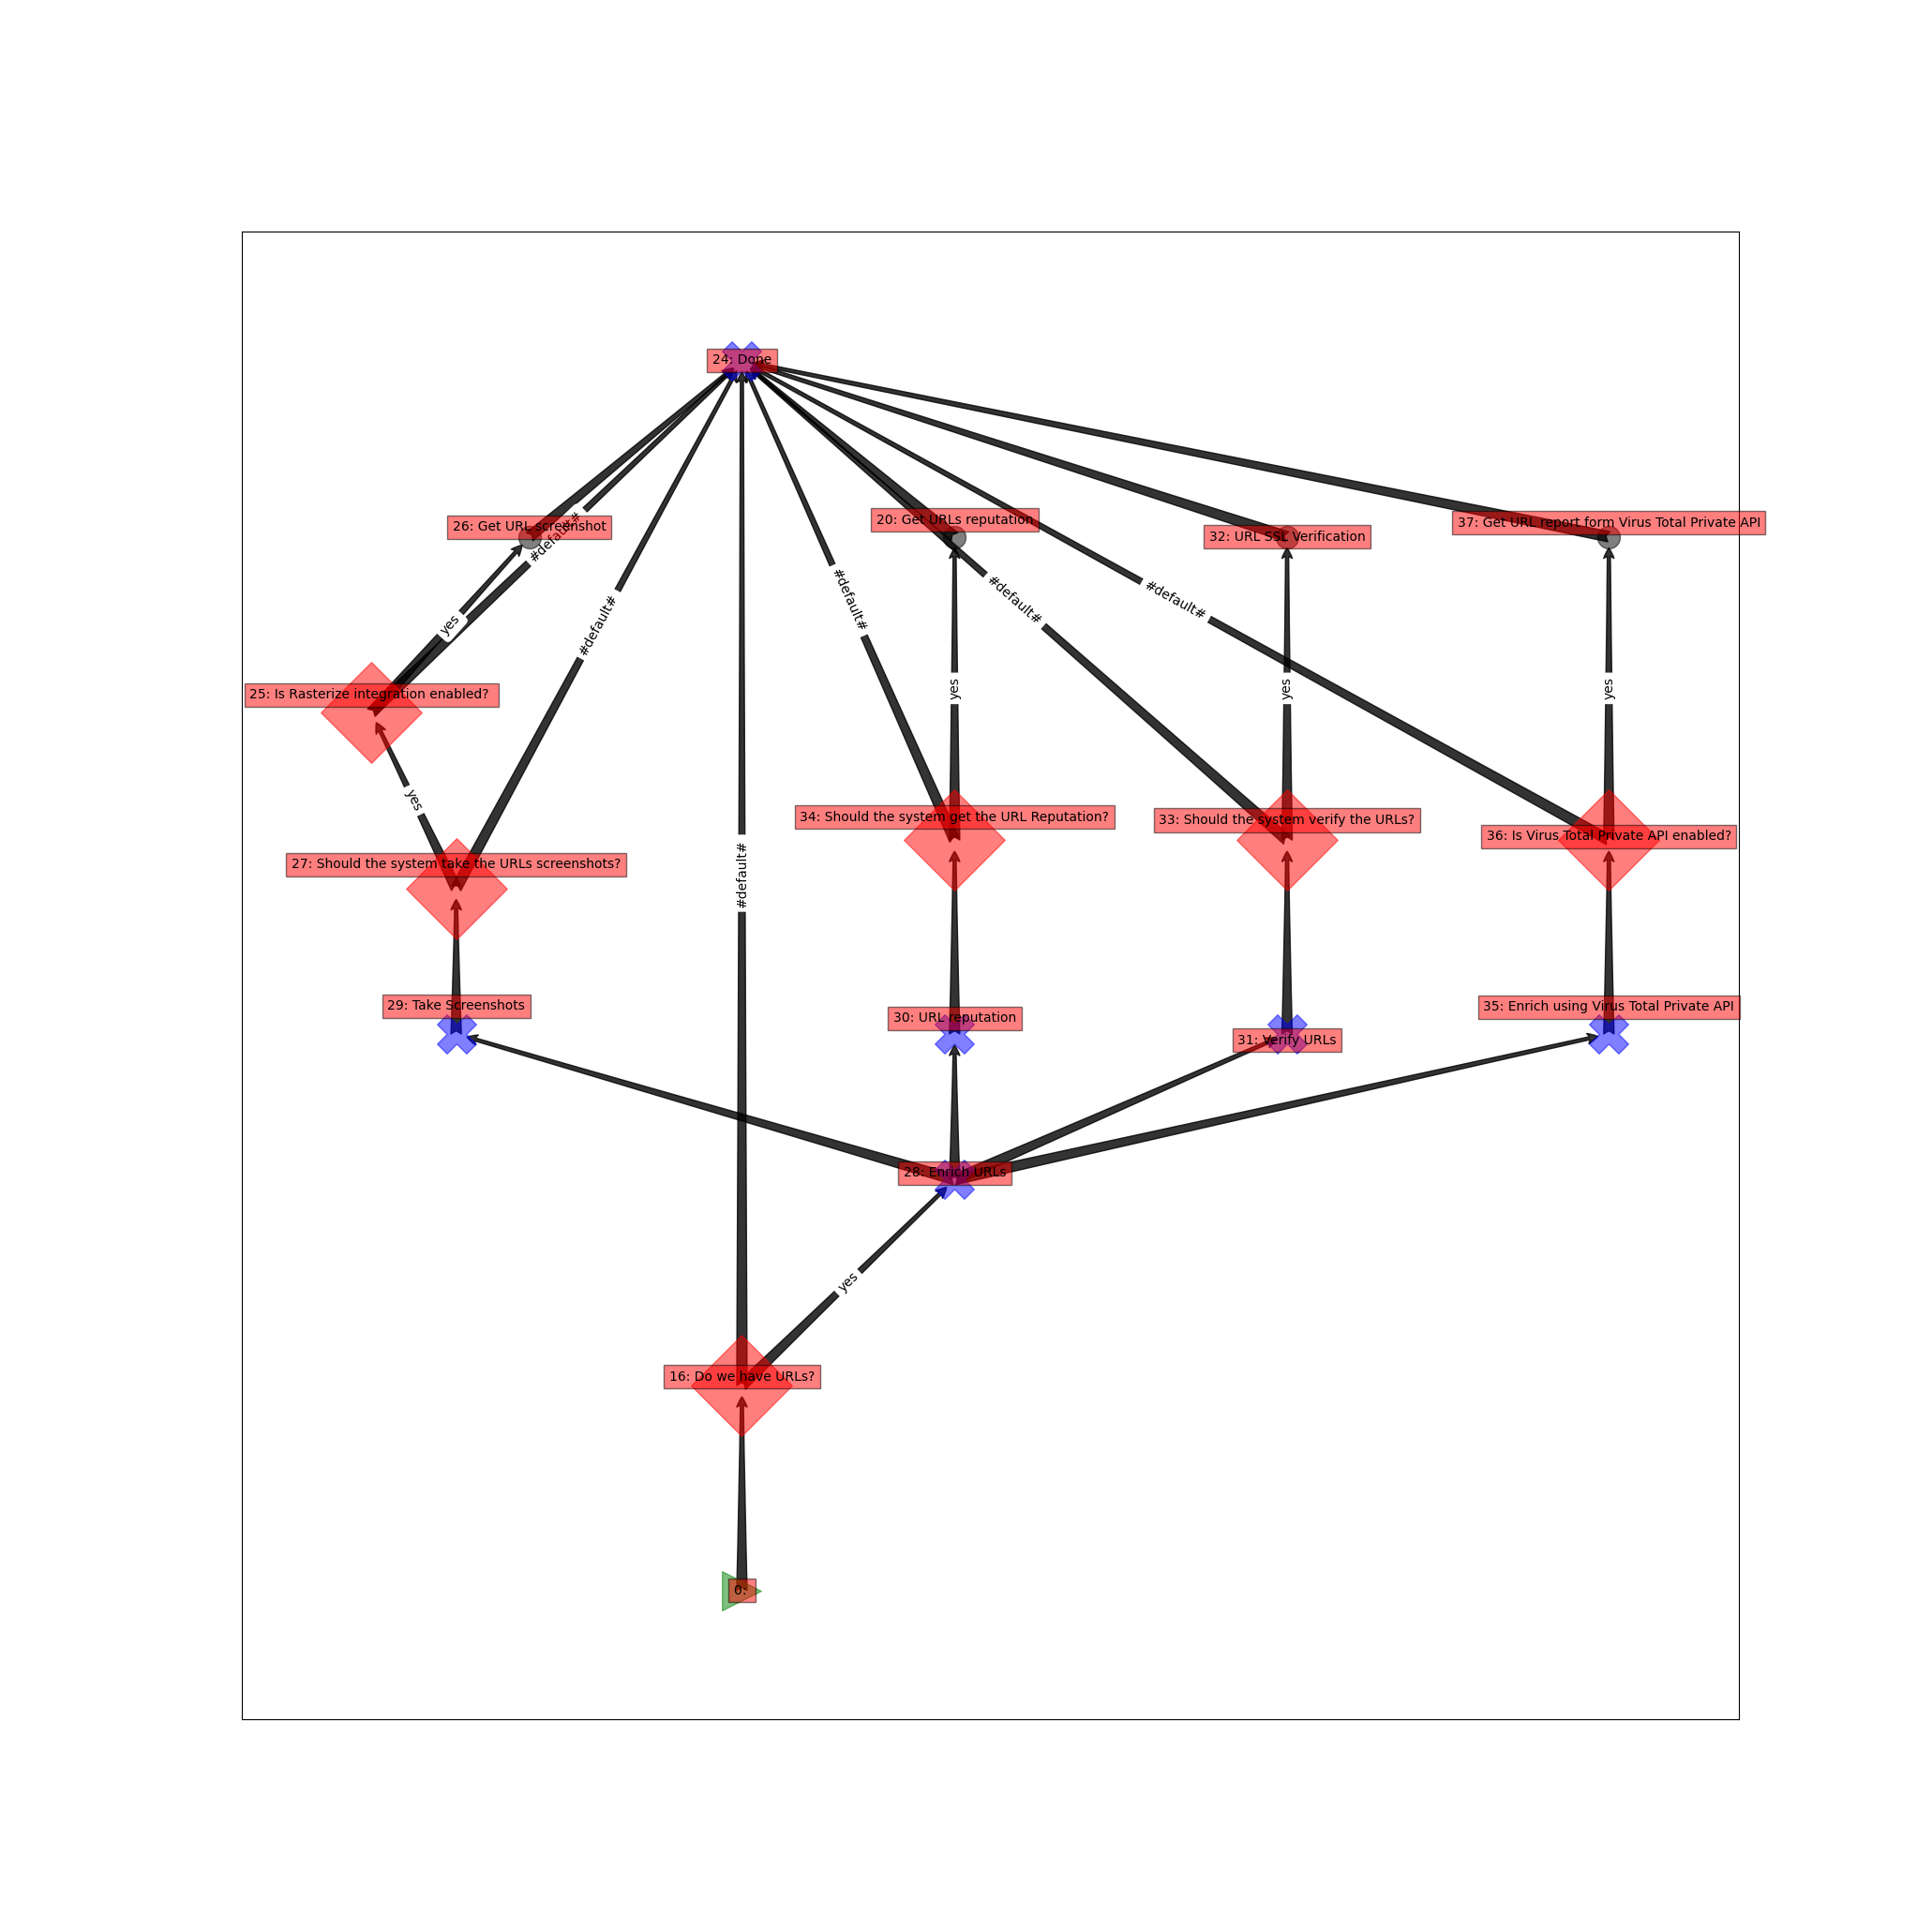 24: Done
26: Get URL screenshot
20: Get URLs reputation
32: URL SSL Verification
37: Get URL report form Virus Total Private API
#default#
#default#
#default#
#default#
#default#
yes
25: Is Rasterize integration enabled?
yes
yes
yes
yes
34: Should the system get the URL Reputation?
33: Should the system verify the URLs?
36: Is Virus Total Private API enabled?
27: Should the system take the URLs screenshots?
#default#
29: Take Screenshots
30: URL reputation
31: Verify URLs
35: Enrich using Virus Total Private API
28: Enrich URLs
yes
16: Do we have URLs?
0: